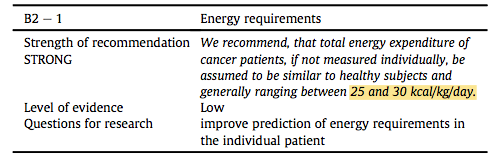 B2 – 1 Energy requirements
Strength of recommendation We recommend, that total energy expenditure of
STRONG cancer patients, if not measured individually, be
assumed to be similar to healthy subjects and
generally ranging between 25 and 30 kcal/kg/day.
Level of evidence Low
Questions for research improve prediction of energy requirements in
the individual patient